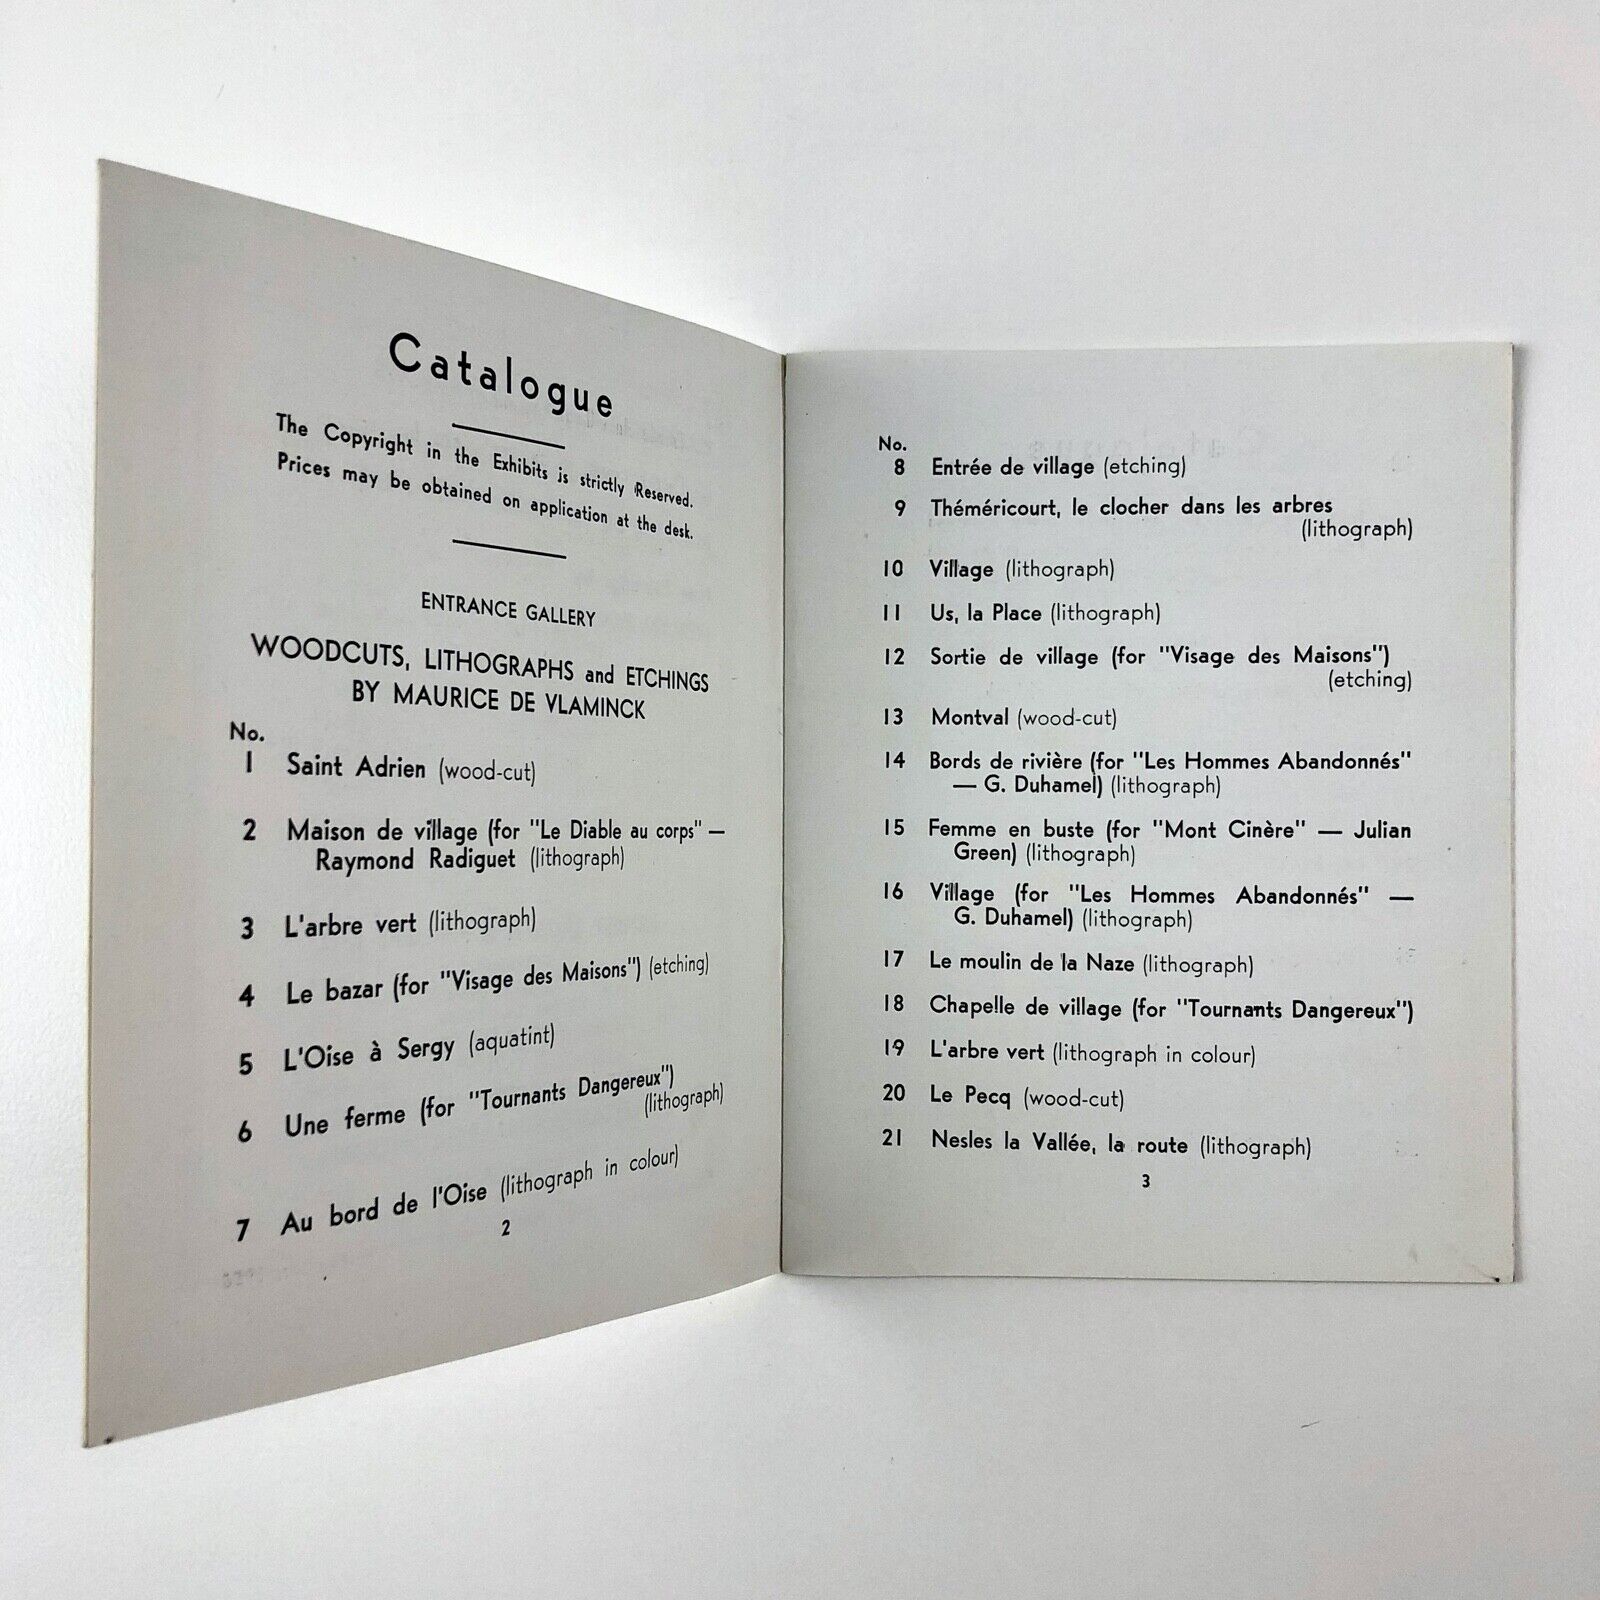 Catalogue
The Copyright in the Exhibits is strictly Reserved.
Prices may be obtained on application at the desk.
ENTRANCE GALLERY
WOODCUTS, LITHOGRAPHS and ETCHINGS
BY MAURICE DE VLAMINCK
No.
1 Saint Adrien (wood-cut)
2 Maison de village (for "Le Diable au corps" —
Raymond Radiguet (lithograph)
3 L'arbre vert (lithograph)
4 Le bazar (for "Visage des Maisons") (etching)
5 L'Oise à Sergy (aquatint)
6 Une ferme (for "Tournants Dangereux")
(lithograph)
7 Au bord de l'Oise (lithograph in colour)
2
No.
8 Entrée de village (etching)
9 Théméricourt, le clocher dans les arbres
(lithograph)
10 Village (lithograph)
11 Us, la Place (lithograph)
12 Sortie de village (for "Visage des Maisons")
(etching)
13 Montval (wood-cut)
14 Bords de rivière (for "Les Hommes Abandonnés"
— G. Duhamel) (lithograph)
15 Femme en buste (for "Mont Cinère" — Julian
Green) (lithograph)
16 Village (for "Les Hommes Abandonnés" —
G. Duhamel) (lithograph)
17 Le moulin de la Naze (lithograph)
18 Chapelle de village (for "Tournants Dangereux")
19 L'arbre vert (lithograph in colour)
20 Le Pecq (wood-cut)
21 Nesles la Vallée, la route (lithograph)
3